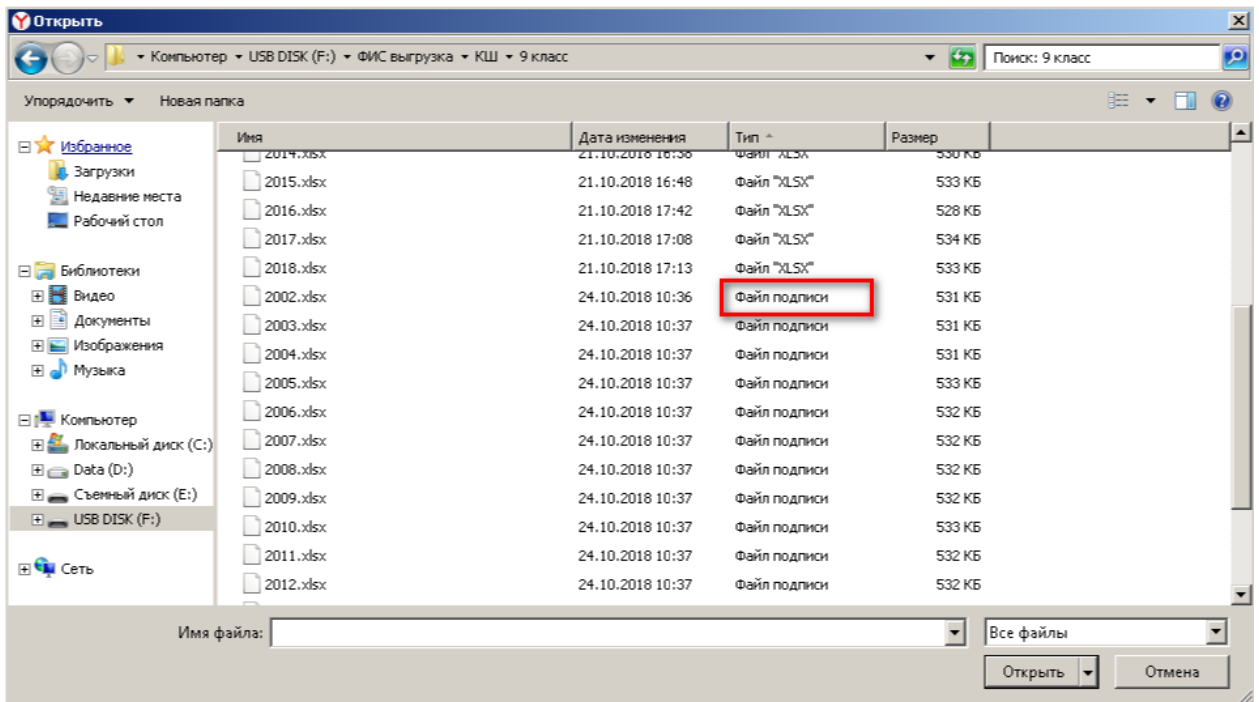 Открыть
Компьютер USB DISK (F:) ФИС выгрузка КШ 9 класс Поиск: 9 класс
Упорядочить Новая папка
Имя Дата изменения Тип Размер
2014.xlsx 21.10.2018 16:38 Файл "XLSX" 530 КБ
2015.xlsx 21.10.2018 16:48 Файл "XLSX" 533 КБ
2016.xlsx 21.10.2018 17:42 Файл "XLSX" 528 КБ
2017.xlsx 21.10.2018 17:08 Файл "XLSX" 534 КБ
2018.xlsx 21.10.2018 17:13 Файл "XLSX" 533 КБ
2002.xlsx 24.10.2018 10:36 Файл подписи 531 КБ
2003.xlsx 24.10.2018 10:37 Файл подписи 531 КБ
2004.xlsx 24.10.2018 10:37 Файл подписи 531 КБ
2005.xlsx 24.10.2018 10:37 Файл подписи 533 КБ
2006.xlsx 24.10.2018 10:37 Файл подписи 532 КБ
2007.xlsx 24.10.2018 10:37 Файл подписи 532 КБ
2008.xlsx 24.10.2018 10:37 Файл подписи 532 КБ
2009.xlsx 24.10.2018 10:37 Файл подписи 532 КБ
2010.xlsx 24.10.2018 10:37 Файл подписи 533 КБ
2011.xlsx 24.10.2018 10:37 Файл подписи 532 КБ
2012.xlsx 24.10.2018 10:37 Файл подписи 532 КБ
Избранное
Загрузки
Недавние места
Рабочий стол
Библиотеки
Видео
Документы
Изображения
Музыка
Компьютер
Локальный диск (C:)
Data (D:)
Съемный диск (E:)
USB DISK (F:)
Сеть
Имя файла: Все файлы
Открыть Отмена